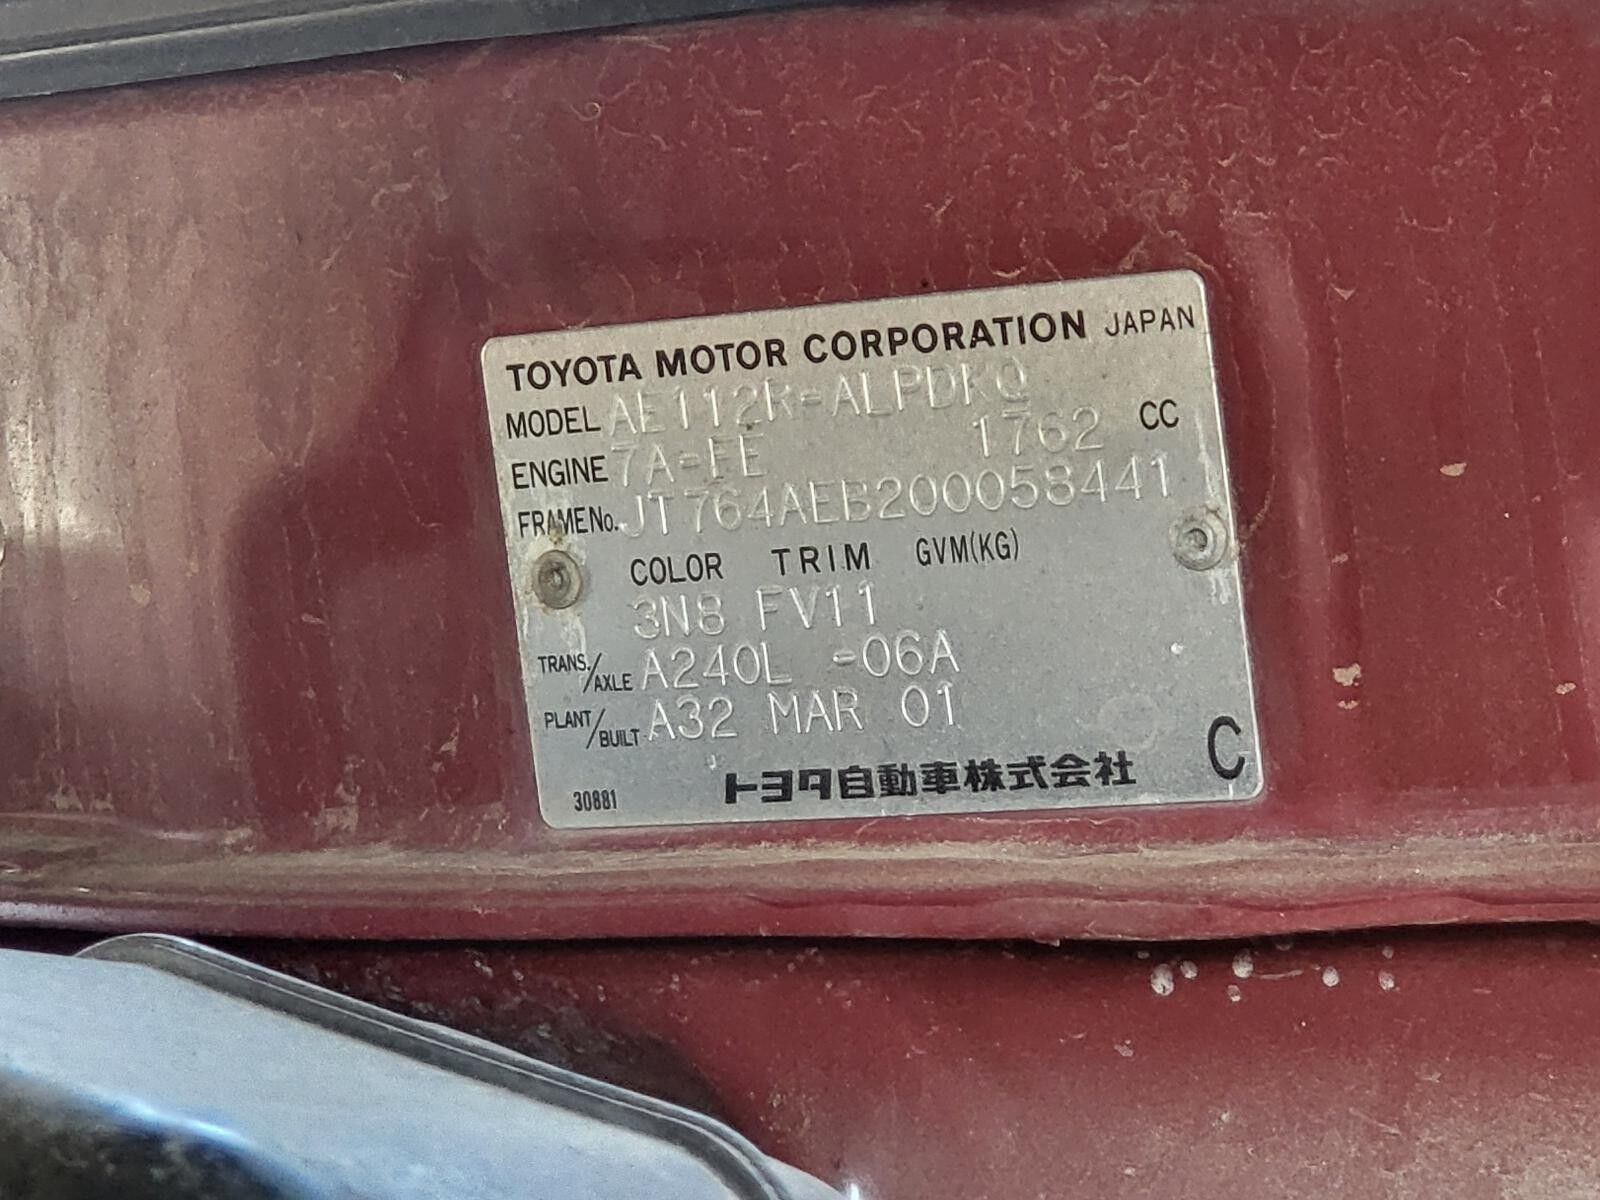 TOYOTA MOTOR CORPORATION JAPAN
MODEL AE112R-ALPDKQ
ENGINE 7A-FE 1762 CC
FRAME No. JT764AEB200058441
COLOR TRIM GVM(KG)
3N8 FV11
TRANS./AXLE A240L -06A
PLANT/BUILT A32 MAR 01
C
30881 トヨタ自動車株式会社